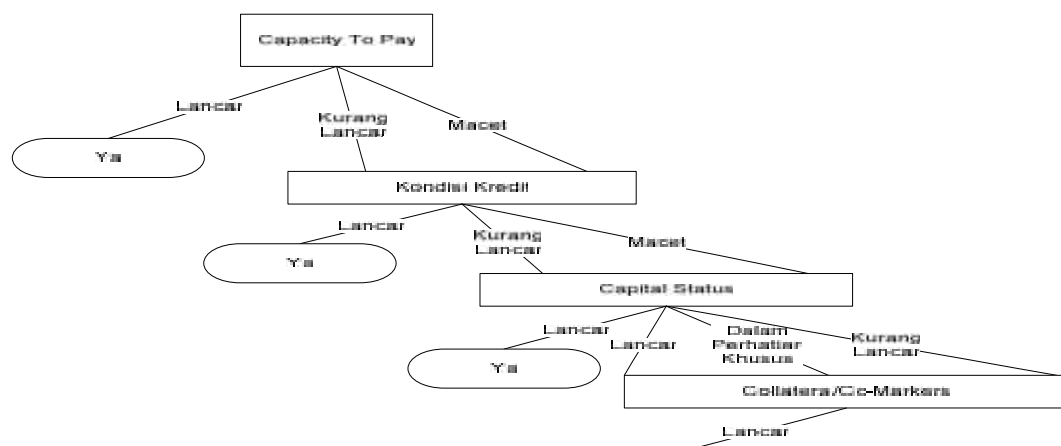 Capacity To Pay
Lancar
Kurang
Lancar
Macet
Ya
Kondisi Kredit
Lancar
Kurang
Lancar
Macet
Ya
Capital Status
Lancar
Lancar
Dalam
Perhatiar
Khusus
Kurang
Lancar
Ya
Collatera/Co-Markers
Lancar